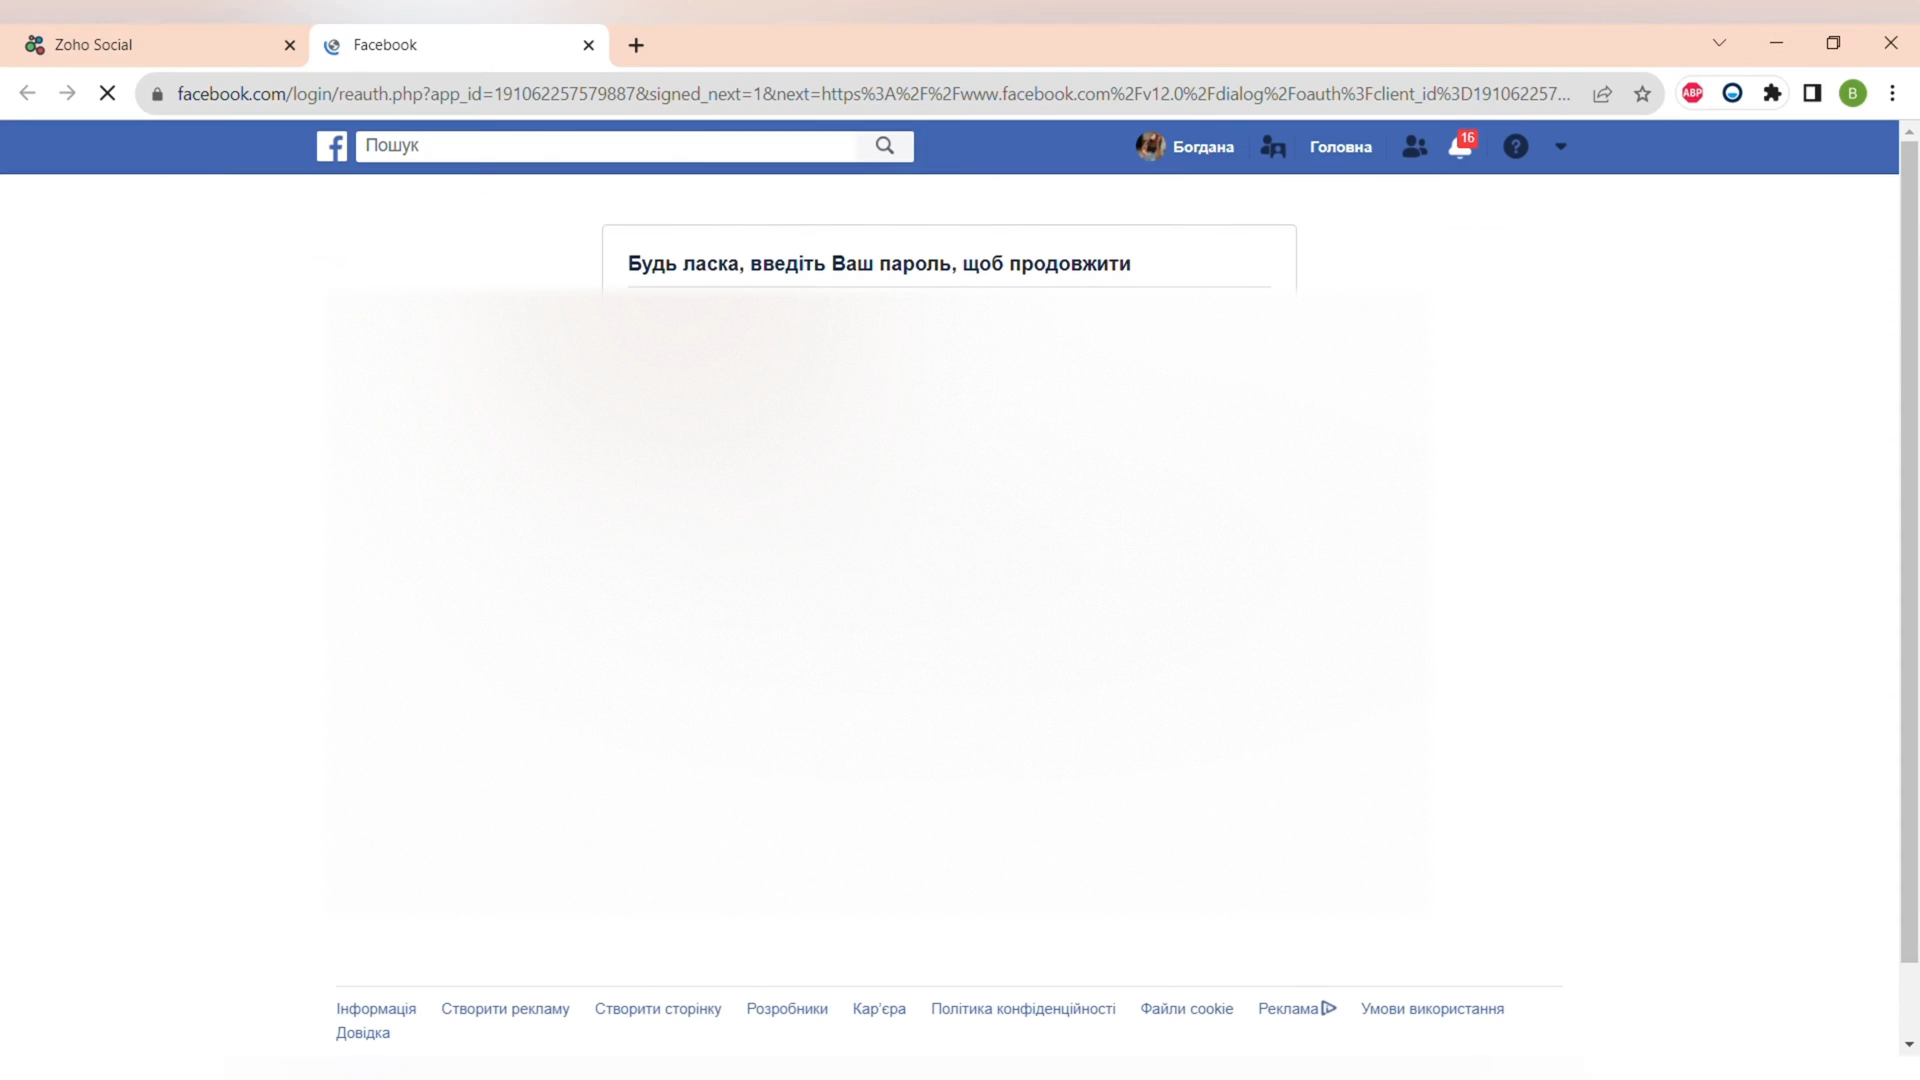 Zoho Social
Facebook
facebook.com/login/reauth.php?app_id=191062257579887&signed_next=1&next=https%3A%2F%2Fwww.facebook.com%2Fv12.0%2Fdialog%2Foauth%3Fclient_id%3D191062257...
ABP
B
Пошук
Богдана
Головна
16
Будь ласка, введіть Ваш пароль, щоб продовжити
Інформація Створити рекламу Створити сторінку Розробники Кар'єра Політика конфіденційності Файли cookie Реклама Умови використання
Довідка